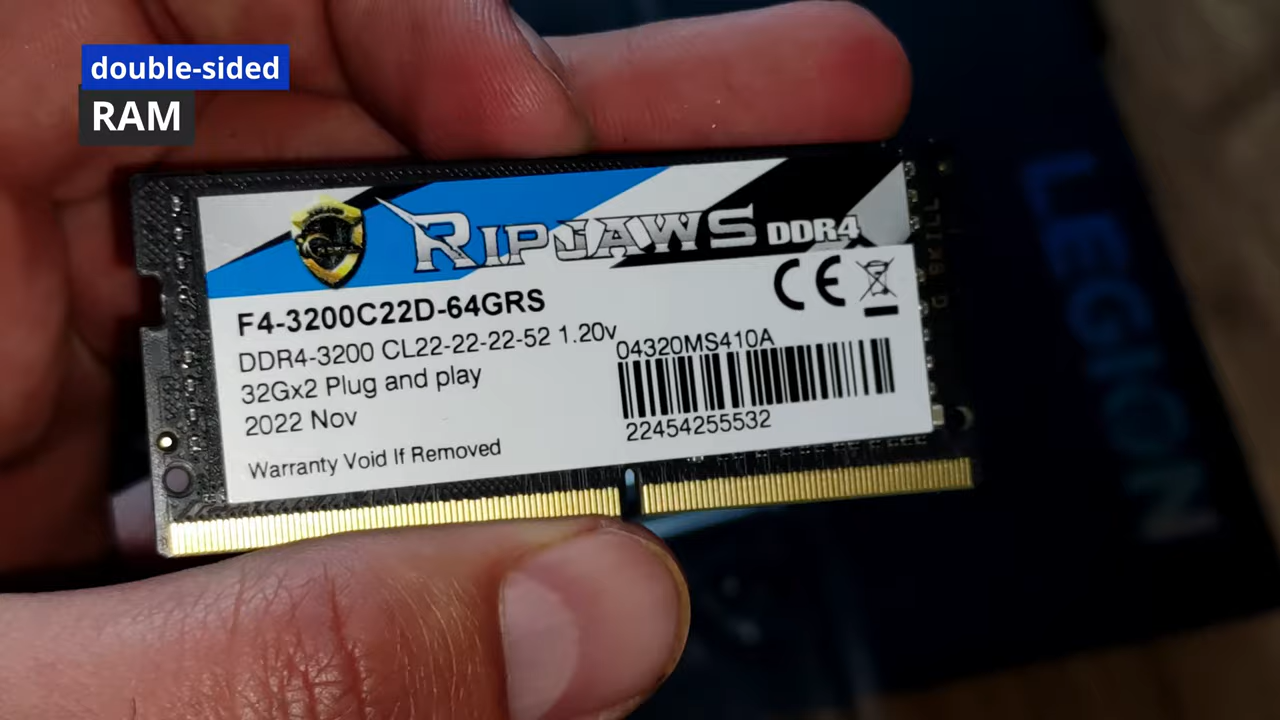 double-sided
RAM
RIPJAWS DDR4
F4-3200C22D-64GRS
DDR4-3200 CL22-22-22-52 1.20v
32Gx2 Plug and play
2022 Nov
Warranty Void If Removed
CE
04320MS410A
22454255532
LEGION